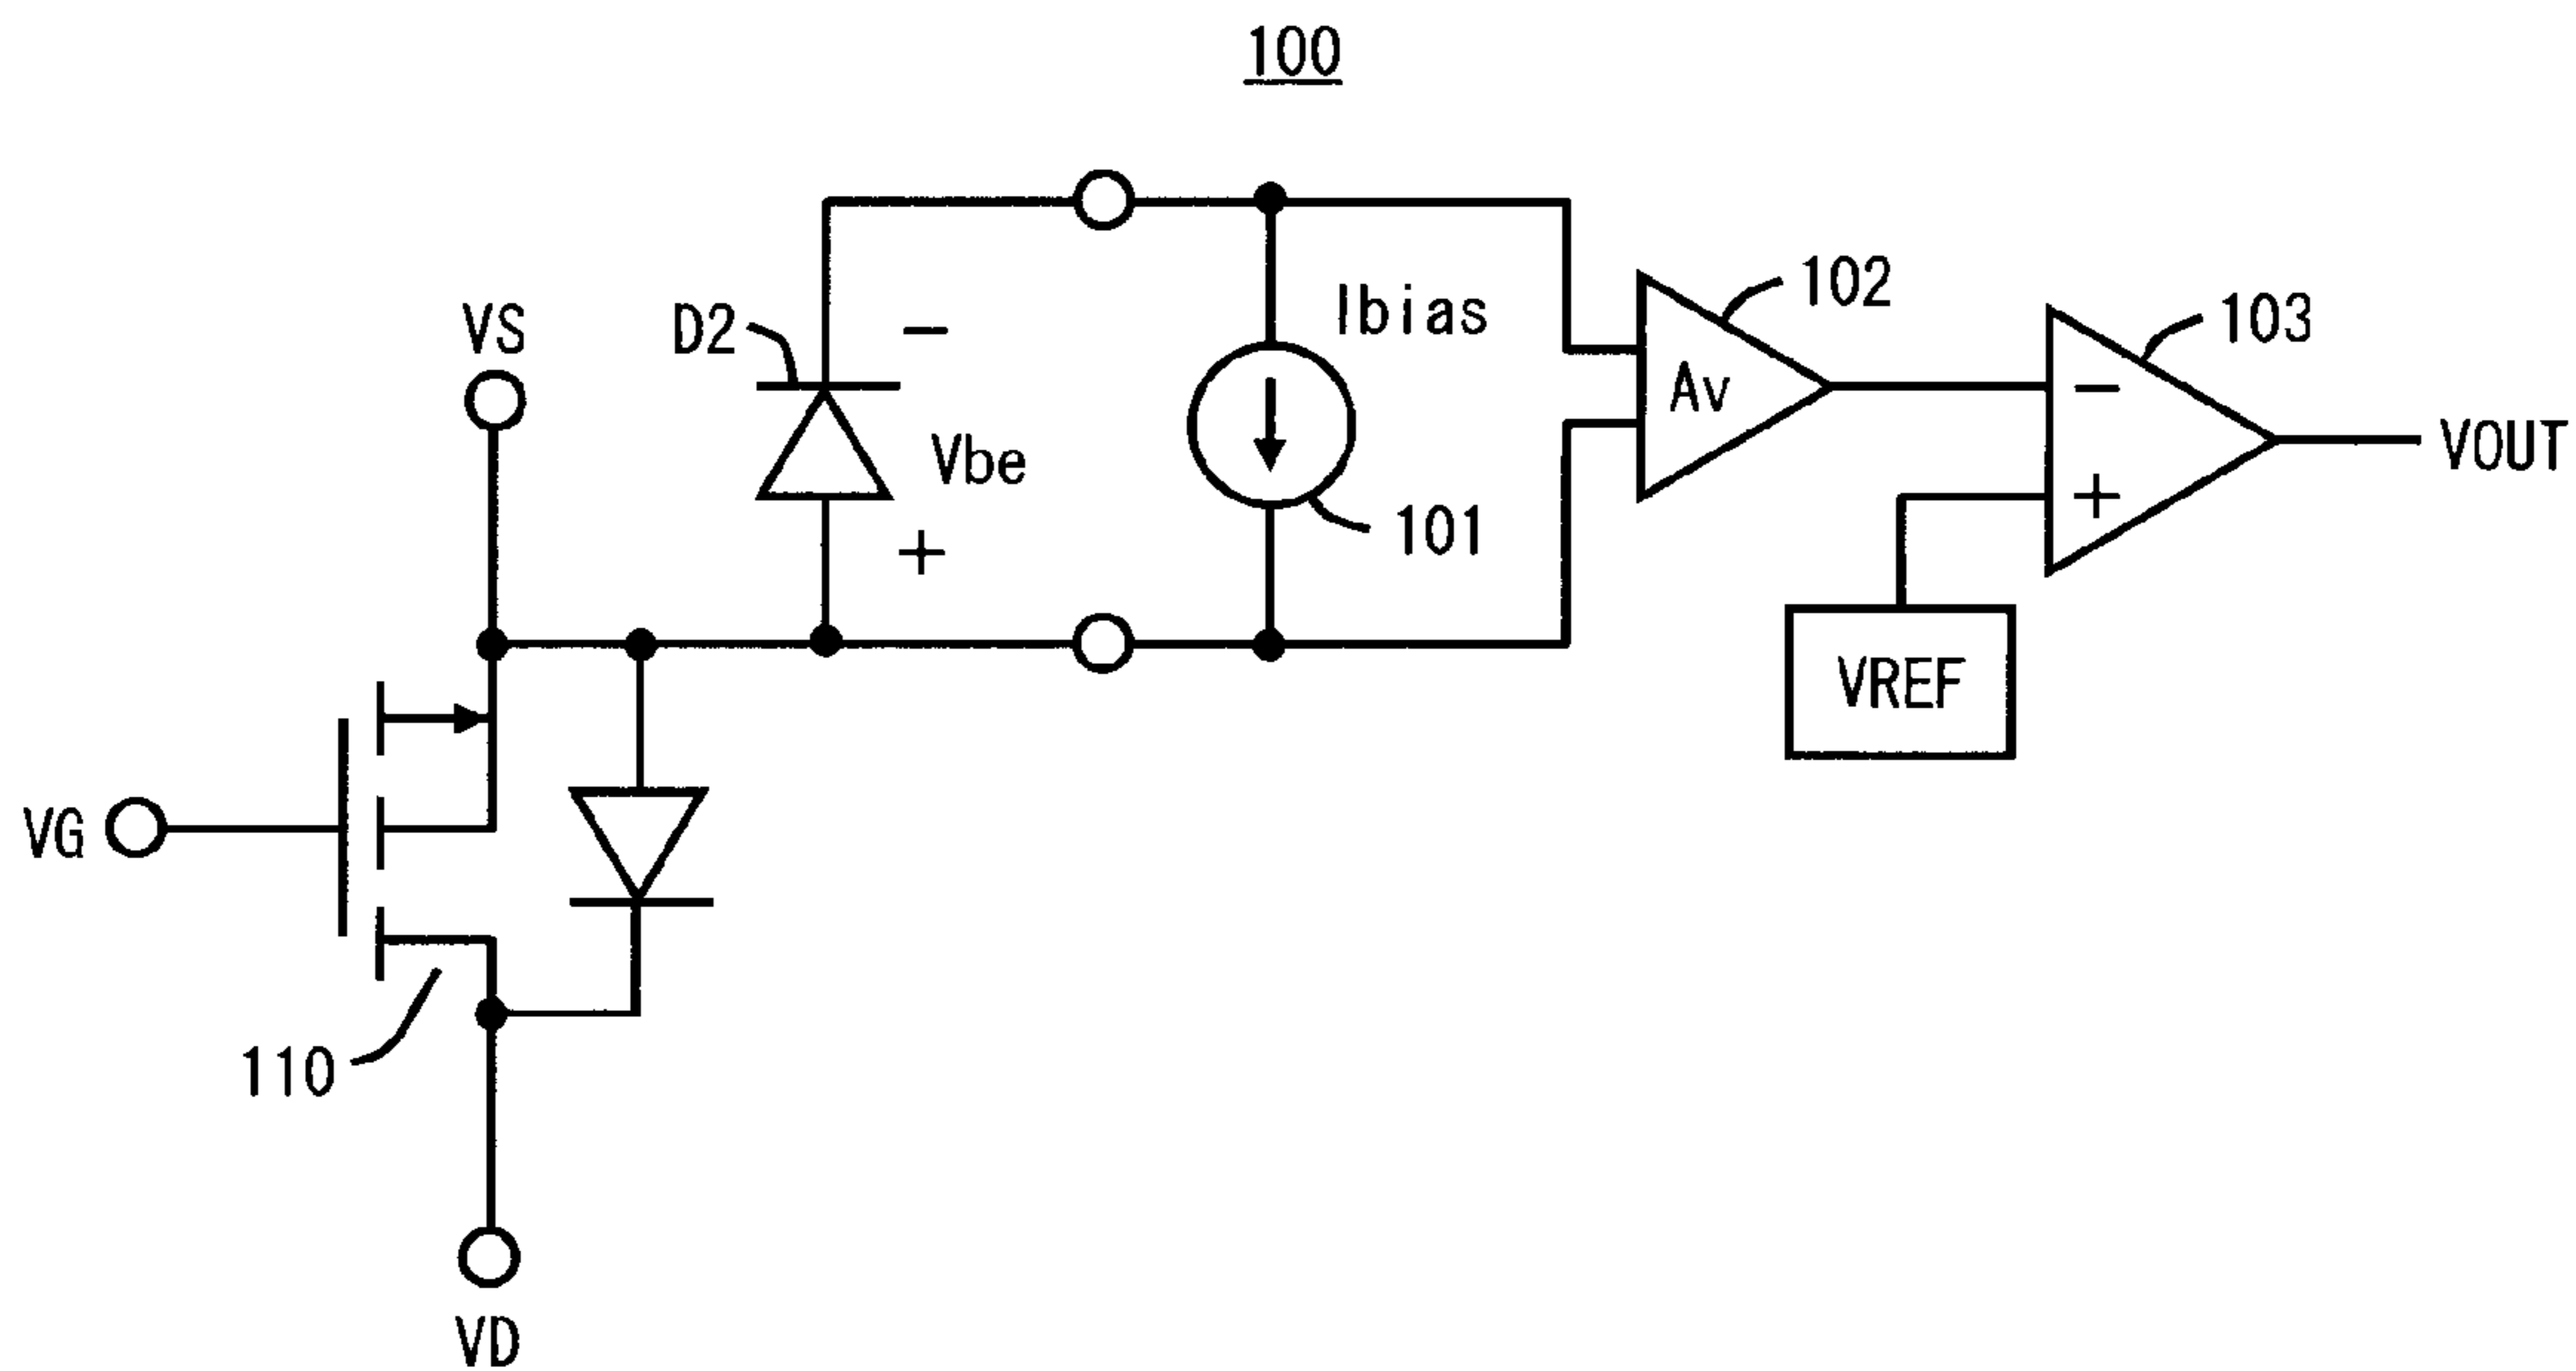 100
VS
D2
−
Vbe
+
Ibias
101
Av
102
−
+
103
VOUT
VREF
VG
110
VD